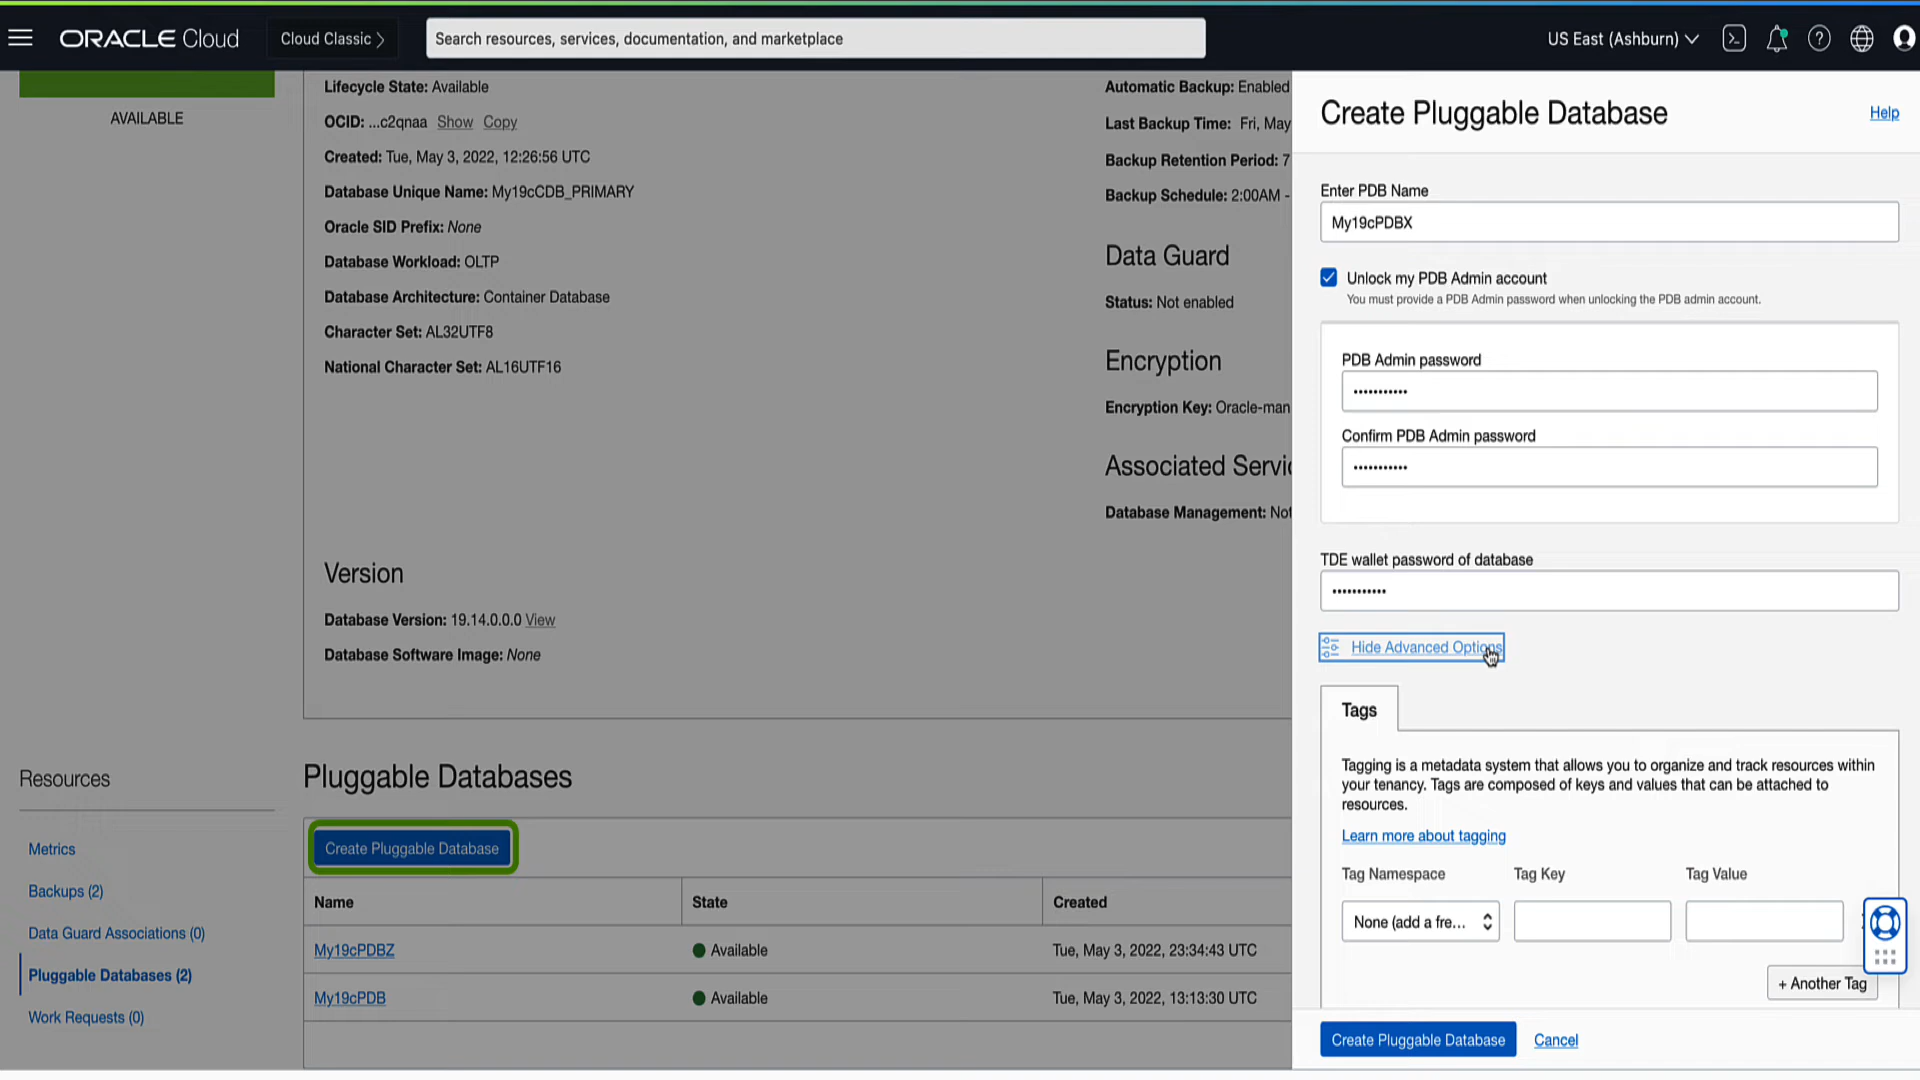 ORACLE Cloud
Cloud Classic
Search resources, services, documentation, and marketplace
US East (Ashburn)
AVAILABLE
Lifecycle State: Available
OCID: ...c2qnaa Show Copy
Created: Tue, May 3, 2022, 12:26:56 UTC
Database Unique Name: My19cCDB_PRIMARY
Oracle SID Prefix: None
Database Workload: OLTP
Database Architecture: Container Database
Character Set: AL32UTF8
National Character Set: AL16UTF16
Version
Database Version: 19.14.0.0.0 View
Database Software Image: None
Automatic Backup: Enabled
Last Backup Time: Fri, May
Backup Retention Period: 7
Backup Schedule: 2:00AM -
Data Guard
Status: Not enabled
Encryption
Encryption Key: Oracle-man
Associated Servi
Database Management: Not
Resources
Metrics
Backups (2)
Data Guard Associations (0)
Pluggable Databases (2)
Work Requests (0)
Pluggable Databases
Create Pluggable Database
Name State Created
My19cPDBZ Available Tue, May 3, 2022, 23:34:43 UTC
My19cPDB Available Tue, May 3, 2022, 13:13:30 UTC
Create Pluggable Database
Help
Enter PDB Name
My19cPDBX
Unlock my PDB Admin account
You must provide a PDB Admin password when unlocking the PDB admin account.
PDB Admin password
•••••••••••
Confirm PDB Admin password
•••••••••••
TDE wallet password of database
•••••••••••
Hide Advanced Options
Tags
Tagging is a metadata system that allows you to organize and track resources within
your tenancy. Tags are composed of keys and values that can be attached to
resources.
Learn more about tagging
Tag Namespace Tag Key Tag Value
None (add a fre...
+ Another Tag
Create Pluggable Database Cancel